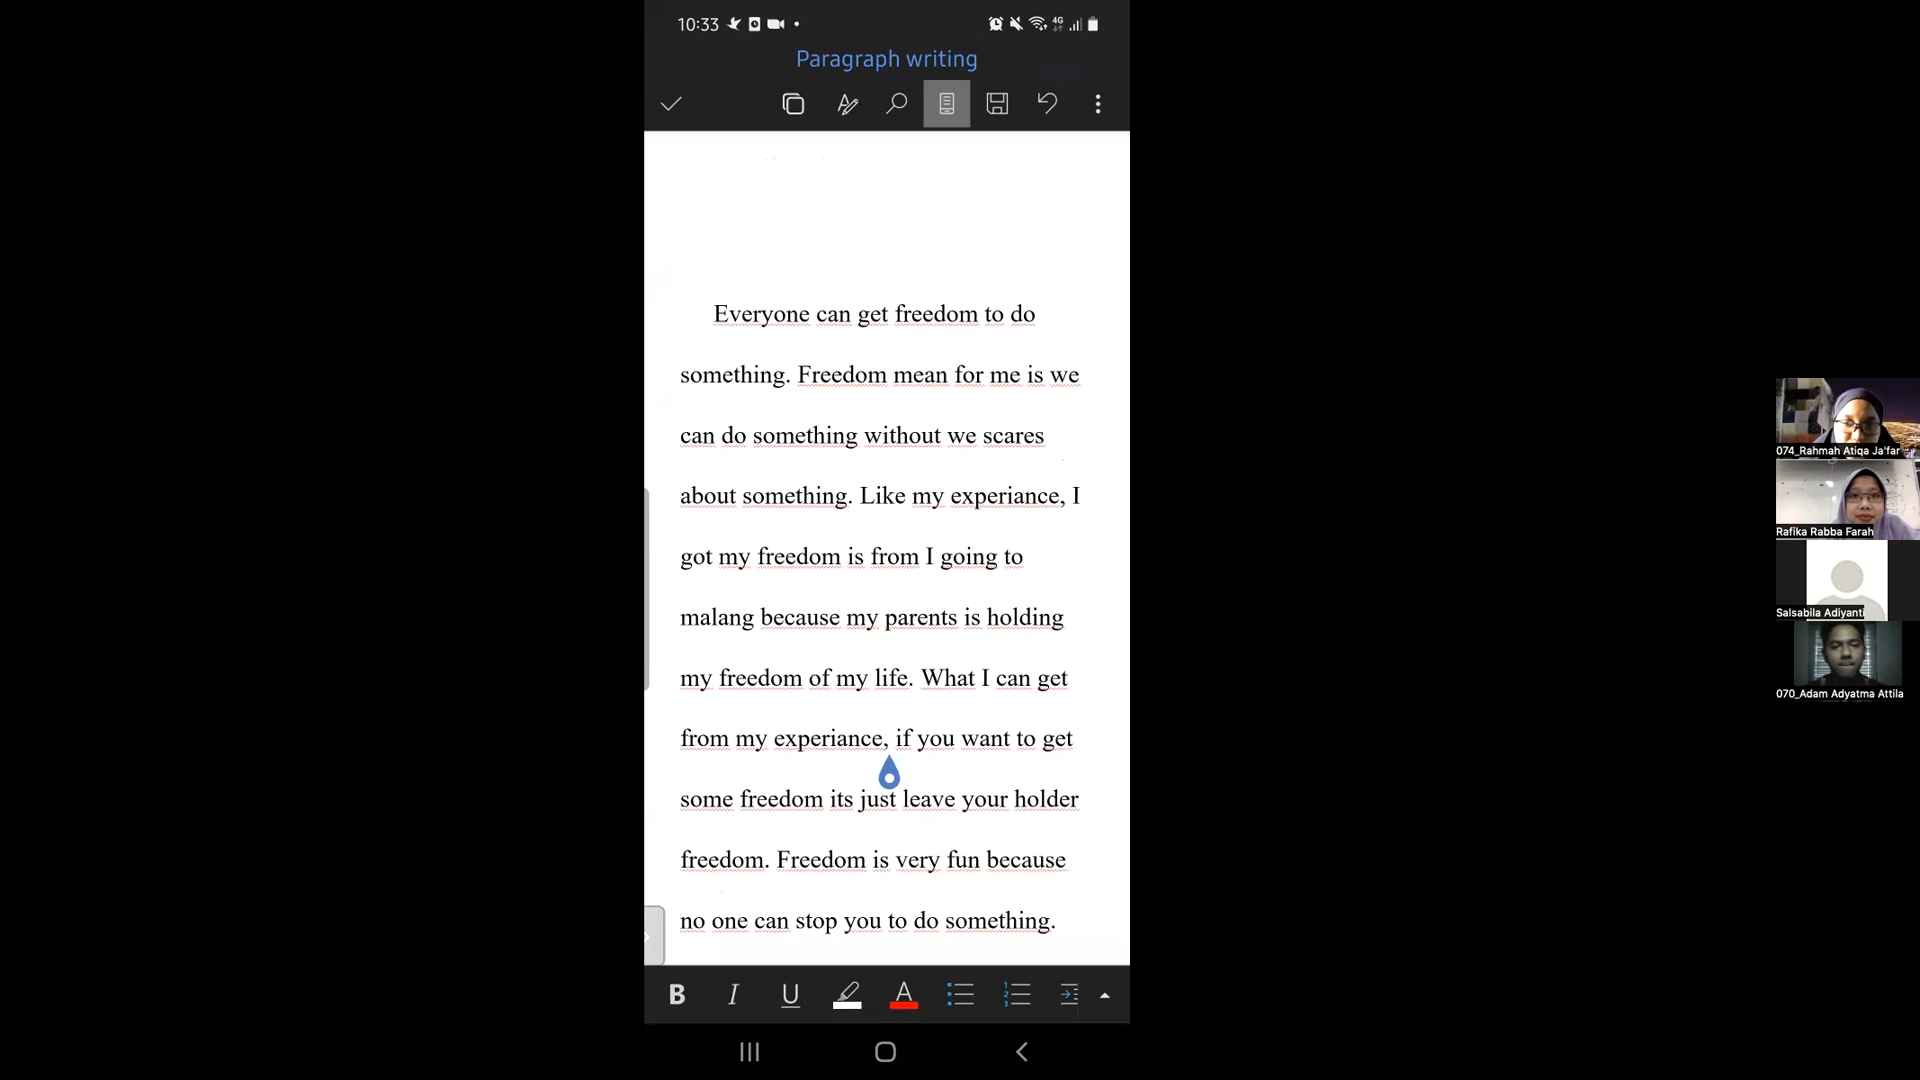 10:33
4G
Paragraph writing
Everyone can get freedom to do
something. Freedom mean for me is we
can do something without we scares
about something. Like my experiance, I
got my freedom is from I going to
malang because my parents is holding
my freedom of my life. What I can get
from my experiance, if you want to get
some freedom its just leave your holder
freedom. Freedom is very fun because
no one can stop you to do something.
B I U A
074_Rahmah Atiqa Ja'far
Rafika Rabba Farah
Salsabila Adiyanti
070_Adam Adyatma Attila